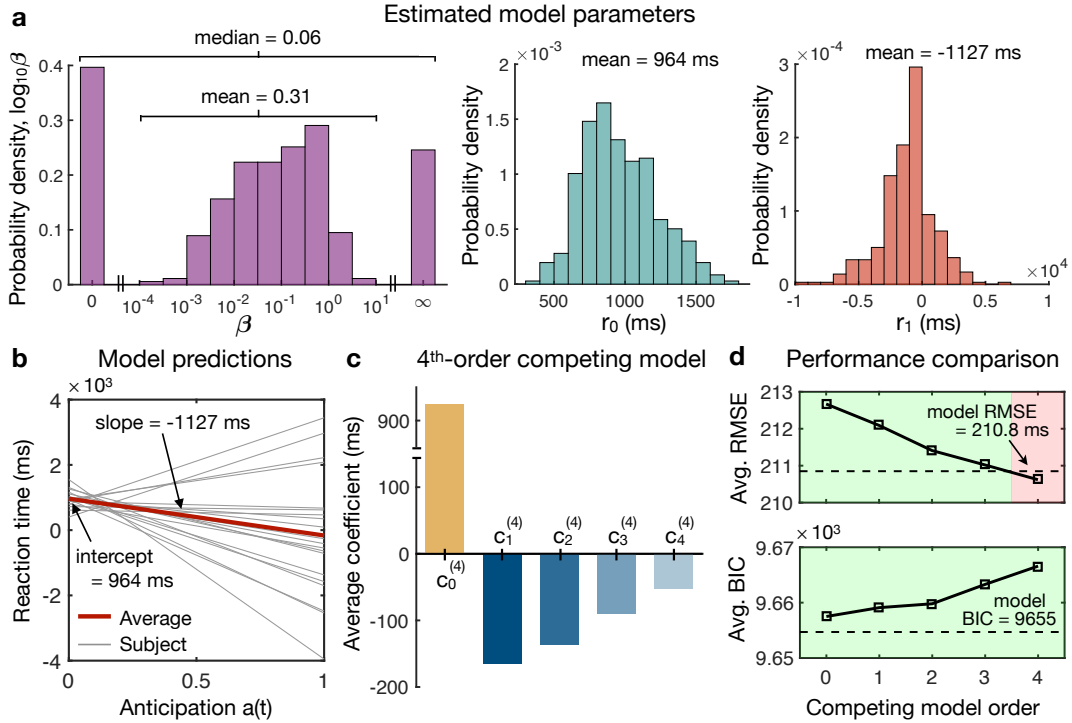 a
Estimated model parameters
median = 0.06
mean = 0.31
Probability density, log₁₀β
0.4
0.3
0.2
0.1
0
0
10⁻⁴
10⁻³
10⁻²
10⁻¹
10⁰
10¹
∞
β
×10⁻³
mean = 964 ms
Probability density
2
1.5
1
0.5
0
500
1000
1500
r₀ (ms)
×10⁻⁴
mean = -1127 ms
Probability density
3
2
1
0
×10⁴
-1
-0.5
0
0.5
1
r₁ (ms)
b
Model predictions
×10³
slope = -1127 ms
Reaction time (ms)
4
2
0
-2
-4
intercept
= 964 ms
Average
Subject
0
0.5
1
Anticipation a(t)
c
4ᵗʰ-order competing model
Average coefficient (ms)
900
100
0
-100
-200
c₀⁽⁴⁾
c₁⁽⁴⁾
c₂⁽⁴⁾
c₃⁽⁴⁾
c₄⁽⁴⁾
d
Performance comparison
Avg. RMSE
213
212
211
210
model RMSE
= 210.8 ms
×10³
Avg. BIC
9.67
9.66
9.65
model
BIC = 9655
0
1
2
3
4
Competing model order